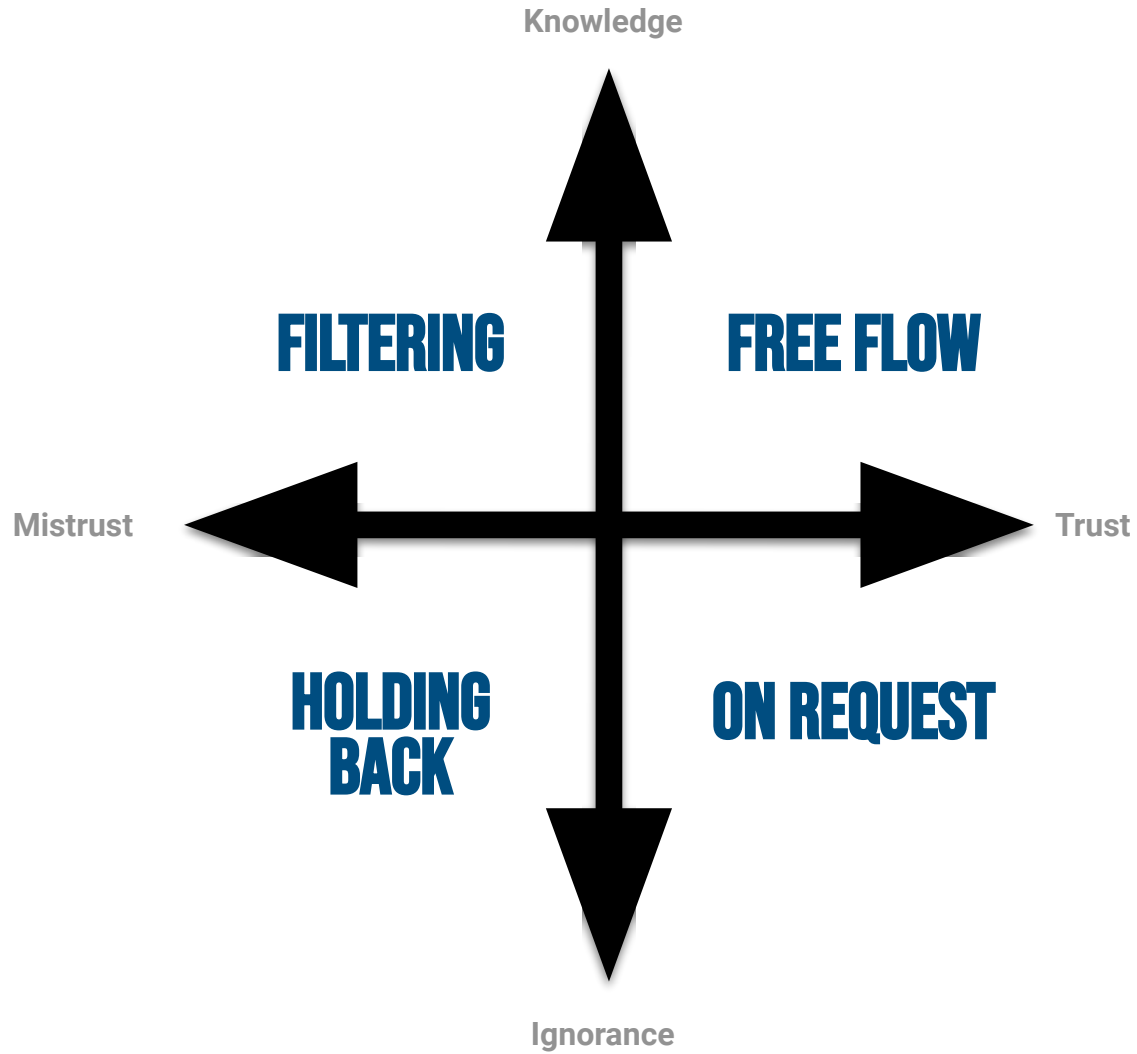 Knowledge
FILTERING
FREE FLOW
Mistrust
Trust
HOLDING
BACK
ON REQUEST
Ignorance